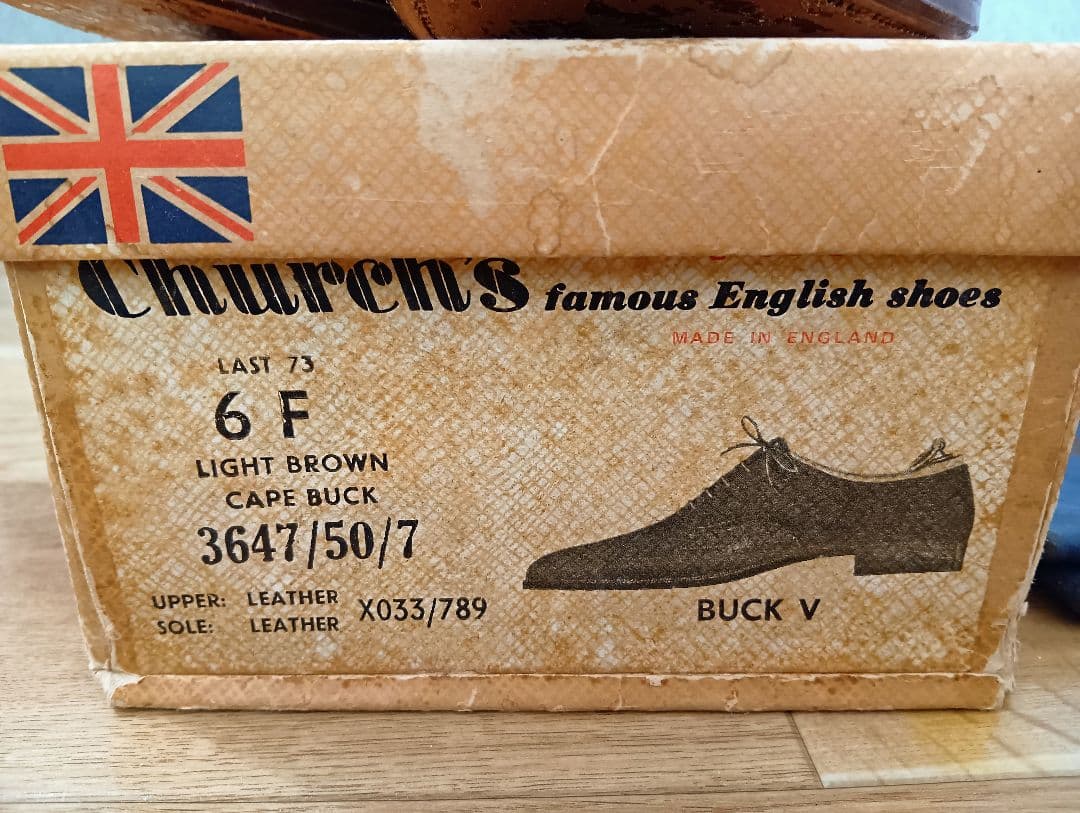 Church's famous English shoes
MADE IN ENGLAND
LAST 73
6 F
LIGHT BROWN
CAPE BUCK
3647/50/7
UPPER: LEATHER
SOLE: LEATHER
X033/789
BUCK V